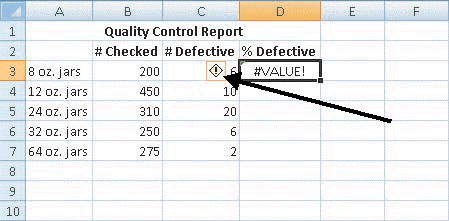 A B C D E F
1 Quality Control Report
2 # Checked # Defective % Defective
3 8 oz. jars 200 6 #VALUE!
4 12 oz. jars 450 10
5 24 oz. jars 310 20
6 32 oz. jars 250 6
7 64 oz. jars 275 2
8
9
10